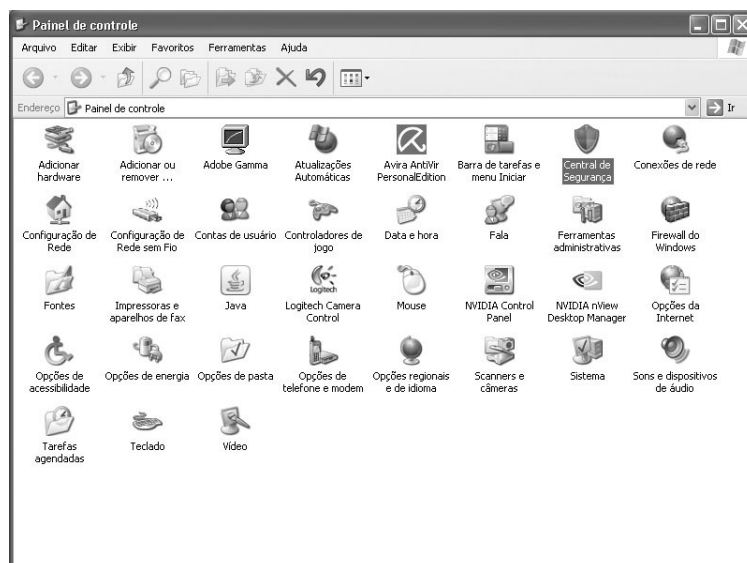 Painel de controle
Arquivo Editar Exibir Favoritos Ferramentas Ajuda
Endereço Painel de controle Ir
Adicionar hardware
Adicionar ou remover ...
Adobe Gamma
Atualizações Automáticas
Avira AntiVir PersonalEdition
Barra de tarefas e menu Iniciar
Central de Segurança
Conexões de rede
Configuração de Rede
Configuração de Rede sem Fio
Contas de usuário
Controladores de jogo
Data e hora
Fala
Ferramentas administrativas
Firewall do Windows
Fontes
Impressoras e aparelhos de fax
Java
Logitech
Logitech Camera Control
Mouse
NVIDIA Control Panel
NVIDIA nView Desktop Manager
Opções da Internet
Opções de acessibilidade
Opções de energia
Opções de pasta
Opções de telefone e modem
Opções regionais e de idioma
Scanners e câmeras
Sistema
Sons e dispositivos de áudio
Tarefas agendadas
Teclado
Vídeo